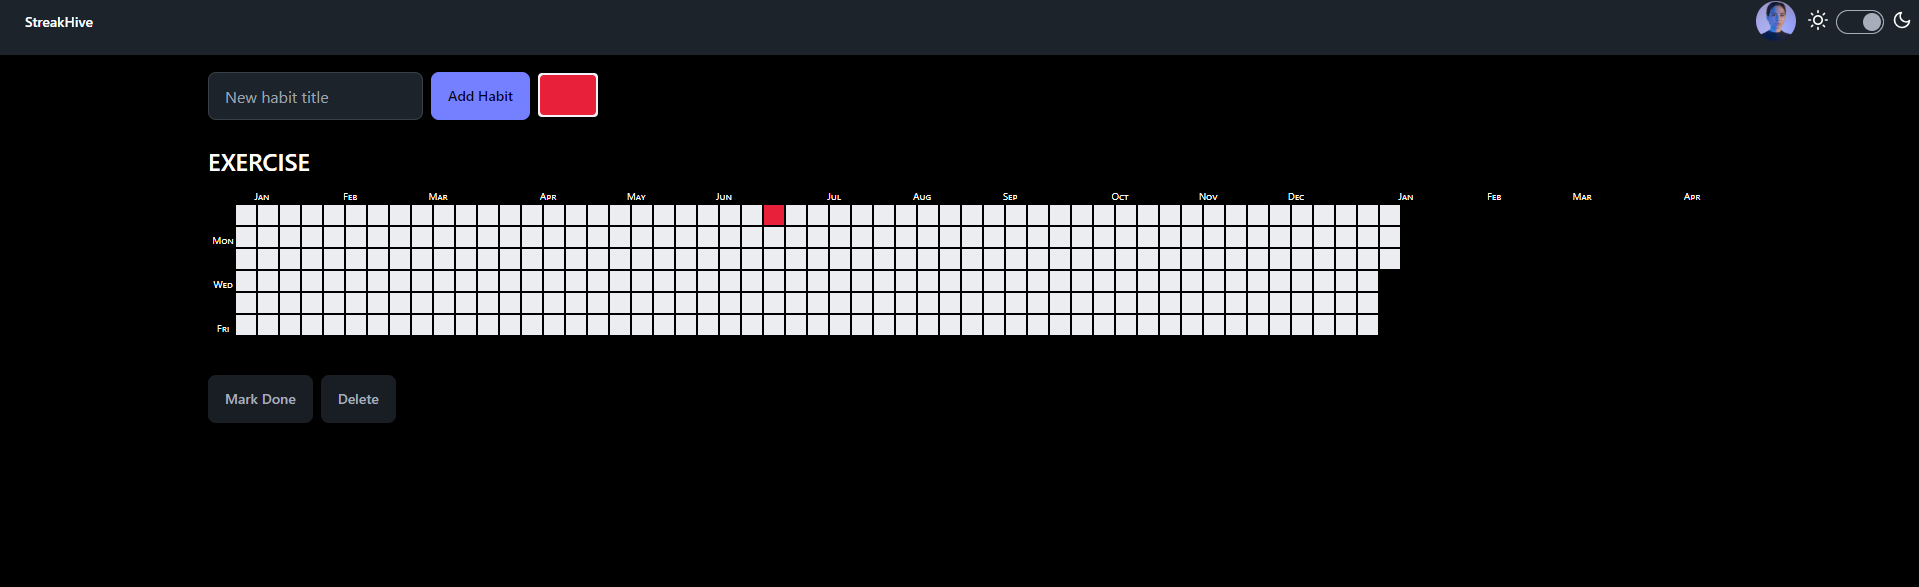 StreakHive
New habit title
Add Habit
EXERCISE
Jan Feb Mar Apr May Jun Jul Aug Sep Oct Nov Dec Jan Feb Mar Apr
Mon
Wed
Fri
Mark Done
Delete